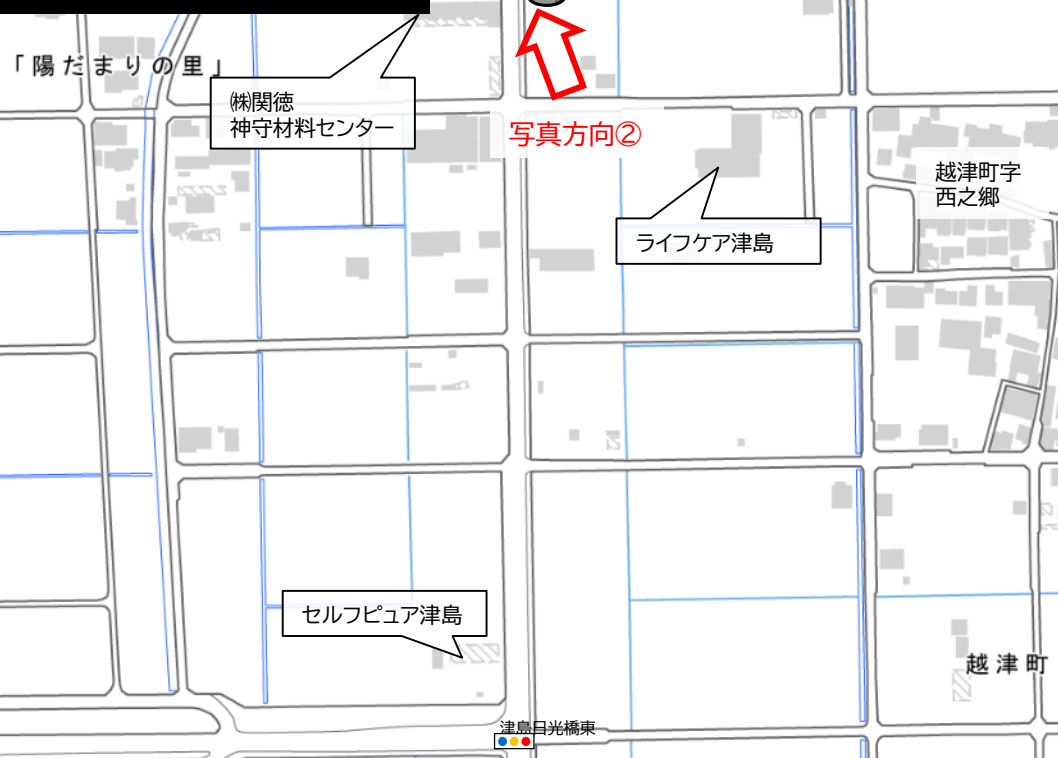 「陽だまりの里」
㈱関徳
神守材料センター
写真方向②
越津町字
西之郷
ライフケア津島
セルフピュア津島
越津町
津島日光橋東